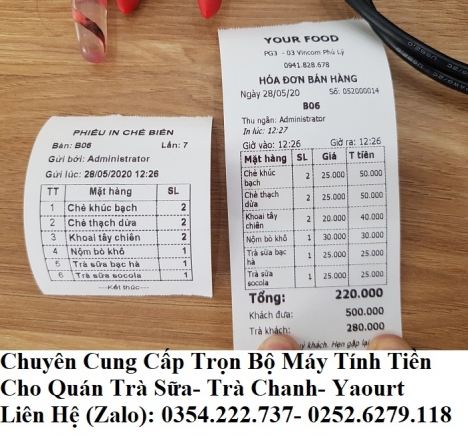 PHIẾU IN CHẾ BIẾN
Bàn: B06 Lần: 7
Gửi bởi: Administrator
Gửi lúc: 28/05/2020 12:26
TT Mặt hàng SL
1 Chè khúc bạch 2
2 Chè thạch dừa 2
3 Khoai tây chiên 2
4 Nộm bò khô 1
5 Trà sữa bạc hà 1
6 Trà sữa socola 1
---Kết thúc---
YOUR FOOD
PG3 - 03 Vincom Phủ Lý
0941.828.678
HÓA ĐƠN BÁN HÀNG
Ngày 28/05/20 Số: 052000014
B06
Thu ngân: Administrator
In lúc: 12:27
Giờ vào: 12:26 Giờ ra: 12:26
Mặt hàng SL Giá T tiền
Chè khúc bạch 2 25.000 50.000
Chè thạch dừa 2 25.000 50.000
Khoai tây chiên 2 20.000 40.000
Nộm bò khô 1 30.000 30.000
Trà sữa bạc hà 1 25.000 25.000
Trà sữa socola 1 25.000 25.000
Tổng: 220.000
Khách đưa: 500.000
Trả khách: 280.000
khách. Hẹn gặp lại
Chuyên Cung Cấp Trọn Bộ Máy Tính Tiền
Cho Quán Trà Sữa- Trà Chanh- Yaourt
Liên Hệ (Zalo): 0354.222.737- 0252.6279.118